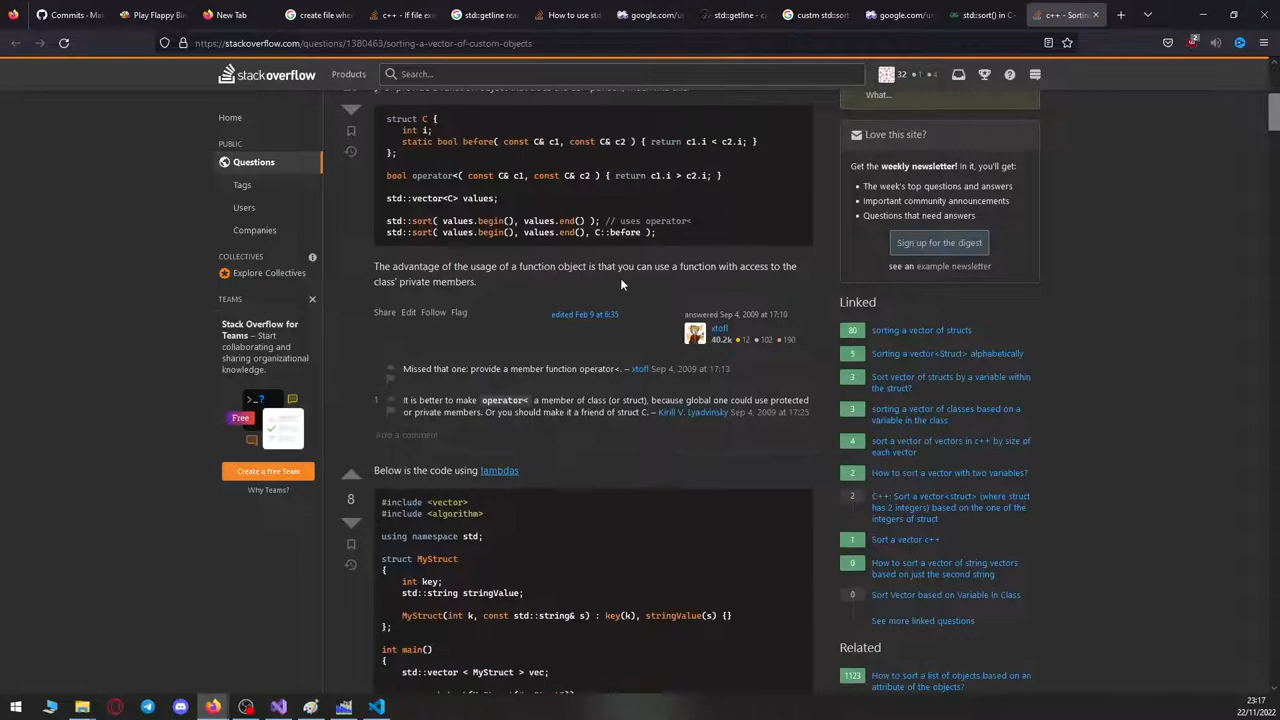 Commits · M
Play Flappy Bir
New Tab
create file whe
c++ - If file ex
std::getline rea
How to use std
google.com/u
std::getline - c
custm std::sort
google.com/u
std::sort() in C
c++ - Sortin
https://stackoverflow.com/questions/1380463/sorting-a-vector-of-custom-objects
2
stackoverflow
Products
Search...
32 • 1 • 4
Home
PUBLIC
Questions
Tags
Users
Companies
COLLECTIVES
Explore Collectives
TEAMS
Stack Overflow for
Teams – Start
collaborating and
sharing organizational
knowledge.
>_?
Free
Create a free Team
Why Teams?
struct C {
int i;
static bool before( const C& c1, const C& c2 ) { return c1.i < c2.i; }
};
bool operator<( const C& c1, const C& c2 ) { return c1.i > c2.i; }
std::vector<C> values;
std::sort( values.begin(), values.end() ); // uses operator<
std::sort( values.begin(), values.end(), C::before );
The advantage of the usage of a function object is that you can use a function with access to the
class' private members.
Share Edit Follow Flag
edited Feb 9 at 6:35
answered Sep 4, 2009 at 17:10
xtofl
40.2k 12 102 190
Missed that one: provide a member function operator<. – xtofl Sep 4, 2009 at 17:13
1 It is better to make operator< a member of class (or struct), because global one could use protected
or private members. Or you should make it a friend of struct C. – Kirill V. Lyadvinsky Sep 4, 2009 at 17:25
Add a comment
Below is the code using lambdas
8
#include <vector>
#include <algorithm>
using namespace std;
struct MyStruct
{
int key;
std::string stringValue;
MyStruct(int k, const std::string& s) : key(k), stringValue(s) {}
};
int main()
{
std::vector < MyStruct > vec;
What...
Love this site?
Get the weekly newsletter! In it, you'll get:
• The week's top questions and answers
• Important community announcements
• Questions that need answers
Sign up for the digest
see an example newsletter
Linked
80 sorting a vector of structs
5 Sorting a vector<Struct> alphabetically
3 Sort vector of structs by a variable within
the struct?
3 sorting of vector of classes based on a
variable in the class
4 sort a vector of vectors in c++ by size of
each vector
2 How to sort a vector with two variables?
2 C++: Sort a vector<struct> (where struct
has 2 integers) based on the one of the
integers of struct
1 Sort a vector c++
0 How to sort a vector of string vectors
based on just the second string
0 Sort Vector based on Variable In Class
See more linked questions
Related
1123 How to sort a list of objects based on an
attribute of the objects?
23:17
22/11/2022